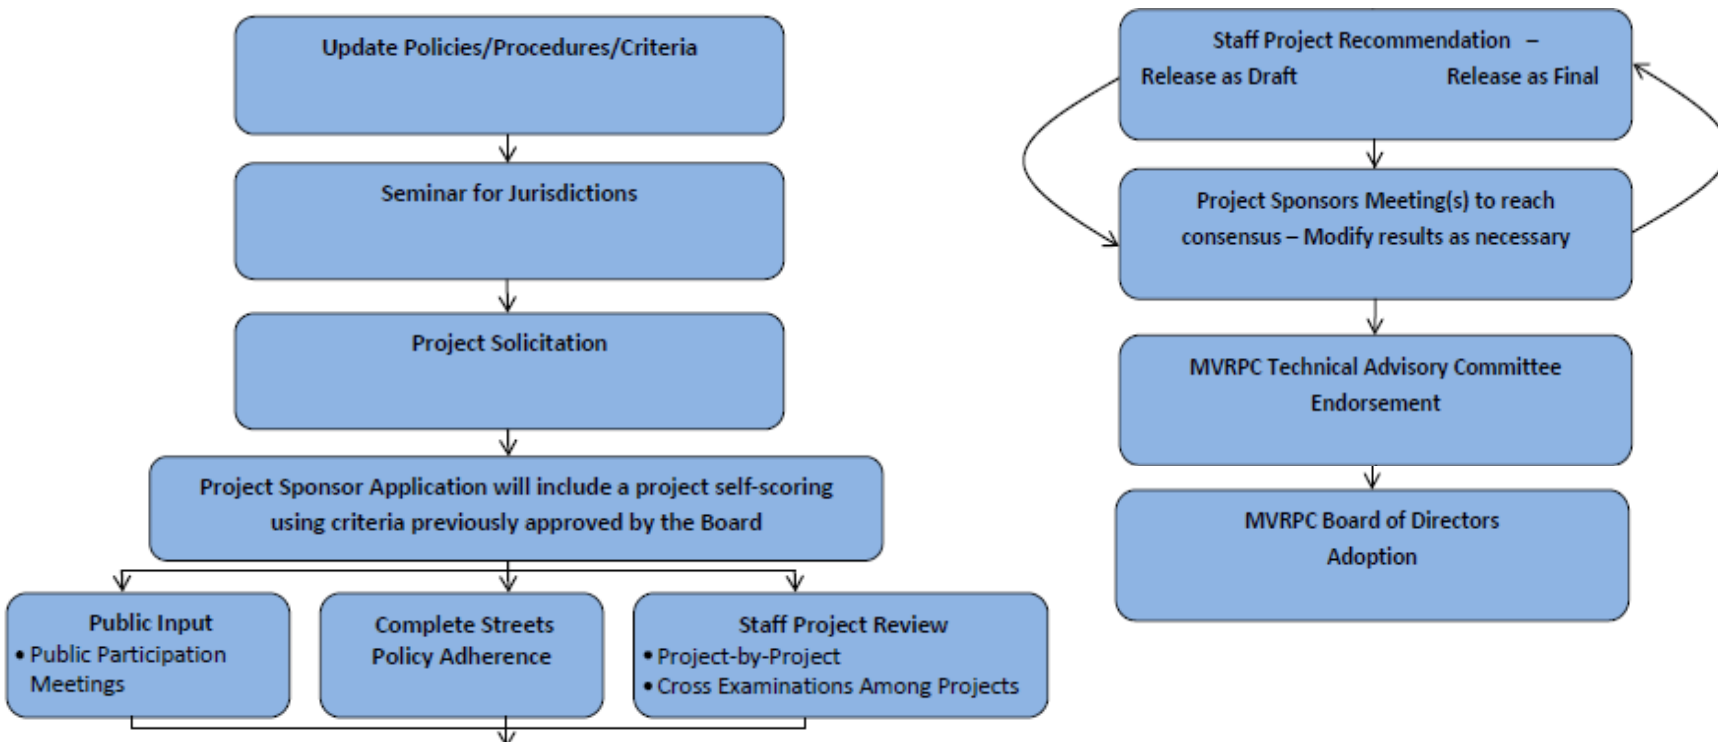 Update Policies/Procedures/Criteria
Seminar for Jurisdictions
Project Solicitation
Project Sponsor Application will include a project self-scoring
using criteria previously approved by the Board
Public Input
• Public Participation
Meetings
Complete Streets
Policy Adherence
Staff Project Review
• Project-by-Project
• Cross Examinations Among Projects
Staff Project Recommendation –
Release as Draft Release as Final
Project Sponsors Meeting(s) to reach
consensus – Modify results as necessary
MVRPC Technical Advisory Committee
Endorsement
MVRPC Board of Directors
Adoption